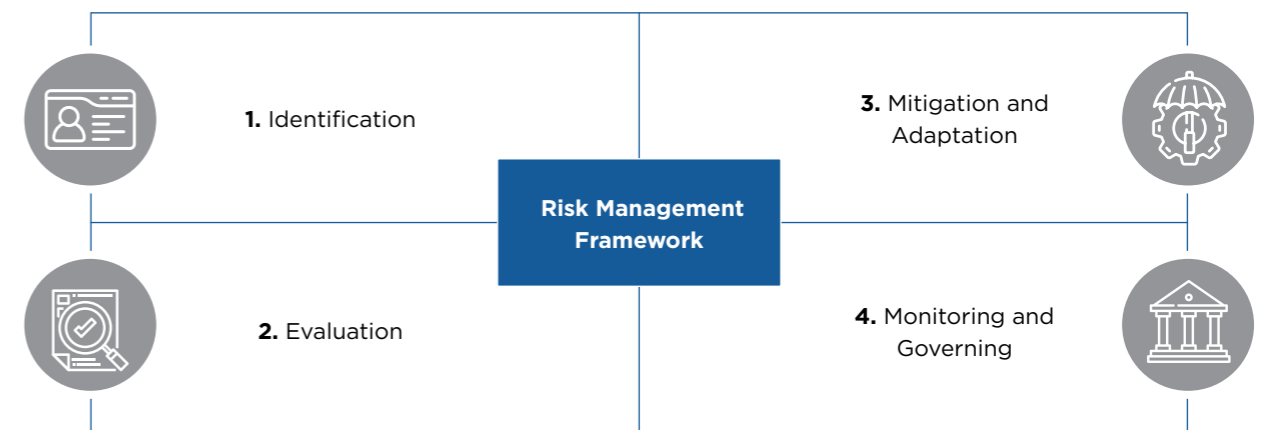 1. Identification
2. Evaluation
Risk Management
Framework
3. Mitigation and
Adaptation
4. Monitoring and
Governing